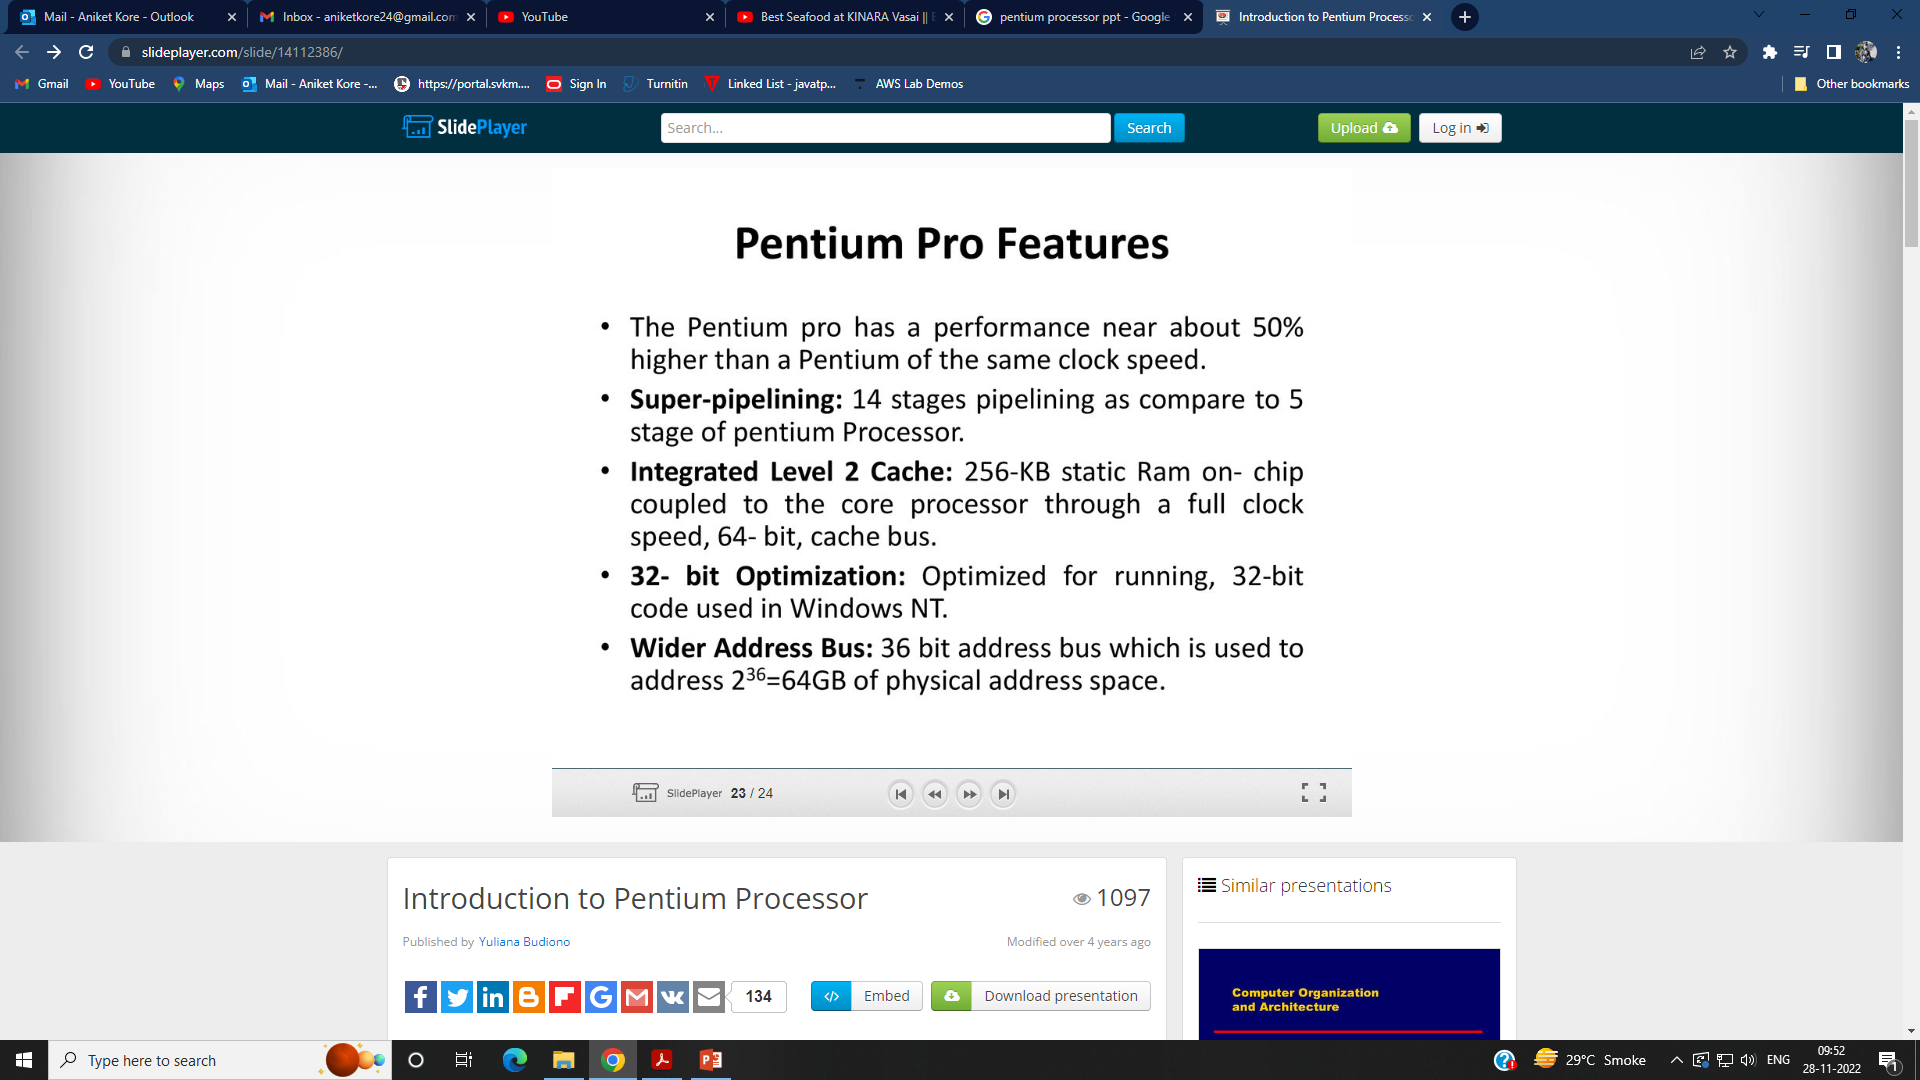 Mail - Aniket Kore - Outlook
Inbox - aniketkore24@gmail.com
YouTube
Best Seafood at KINARA Vasai ||
pentium processor ppt - Google
Introduction to Pentium Process
slideplayer.com/slide/14112386/
Gmail
YouTube
Maps
Mail - Aniket Kore -...
https://portal.svkm....
Sign In
Turnitin
Linked List - javatp...
AWS Lab Demos
Other bookmarks
SlidePlayer
Search...
Search
Upload
Log in
Pentium Pro Features
• The Pentium pro has a performance near about 50%
higher than a Pentium of the same clock speed.
• Super-pipelining: 14 stages pipelining as compare to 5
stage of pentium Processor.
• Integrated Level 2 Cache: 256-KB static Ram on- chip
coupled to the core processor through a full clock
speed, 64- bit, cache bus.
• 32- bit Optimization: Optimized for running, 32-bit
code used in Windows NT.
• Wider Address Bus: 36 bit address bus which is used to
address 2³⁶=64GB of physical address space.
SlidePlayer 23 / 24
Introduction to Pentium Processor
1097
Published by Yuliana Budiono
Modified over 4 years ago
134
Embed
Download presentation
Similar presentations
Computer Organization
and Architecture
Type here to search
29°C Smoke
ENG
09:52
28-11-2022
1